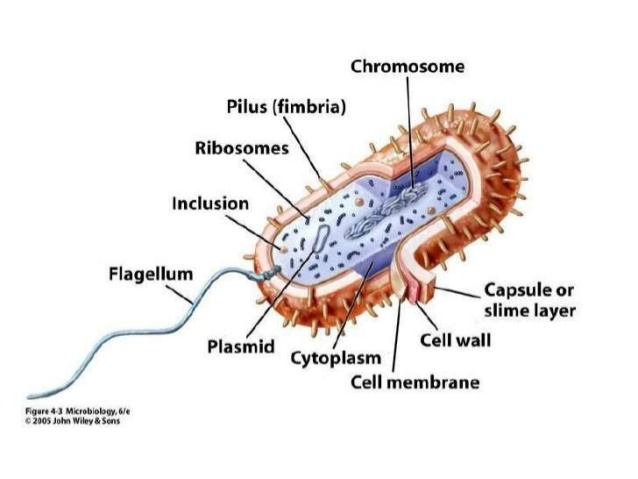 Chromosome
Pilus (fimbria)
Ribosomes
Inclusion
Flagellum
Capsule or
slime layer
Cell wall
Plasmid
Cytoplasm
Cell membrane
Figure 4-3 Microbiology, 6/e
© 2005 John Wiley & Sons